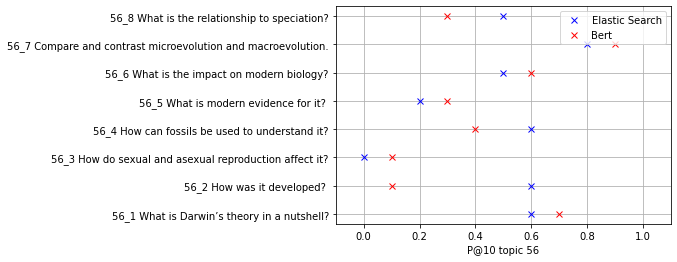 56_8 What is the relationship to speciation?
56_7 Compare and contrast microevolution and macroevolution.
56_6 What is the impact on modern biology?
56_5 What is modern evidence for it?
56_4 How can fossils be used to understand it?
56_3 How do sexual and asexual reproduction affect it?
56_2 How was it developed?
56_1 What is Darwin’s theory in a nutshell?
Elastic Search
Bert
0.0 0.2 0.4 0.6 0.8 1.0
P@10 topic 56